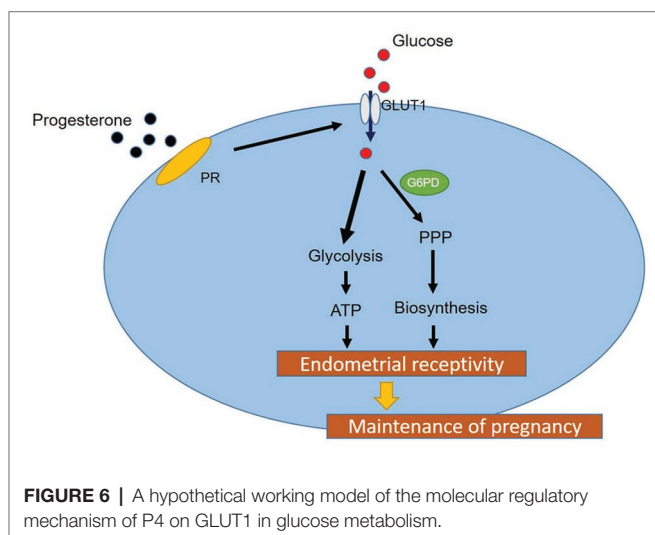 Glucose
GLUT1
Progesterone
PR
G6PD
PPP
Glycolysis
ATP
Biosynthesis
Endometrial receptivity
Maintenance of pregnancy
FIGURE 6 | A hypothetical working model of the molecular regulatory
mechanism of P4 on GLUT1 in glucose metabolism.